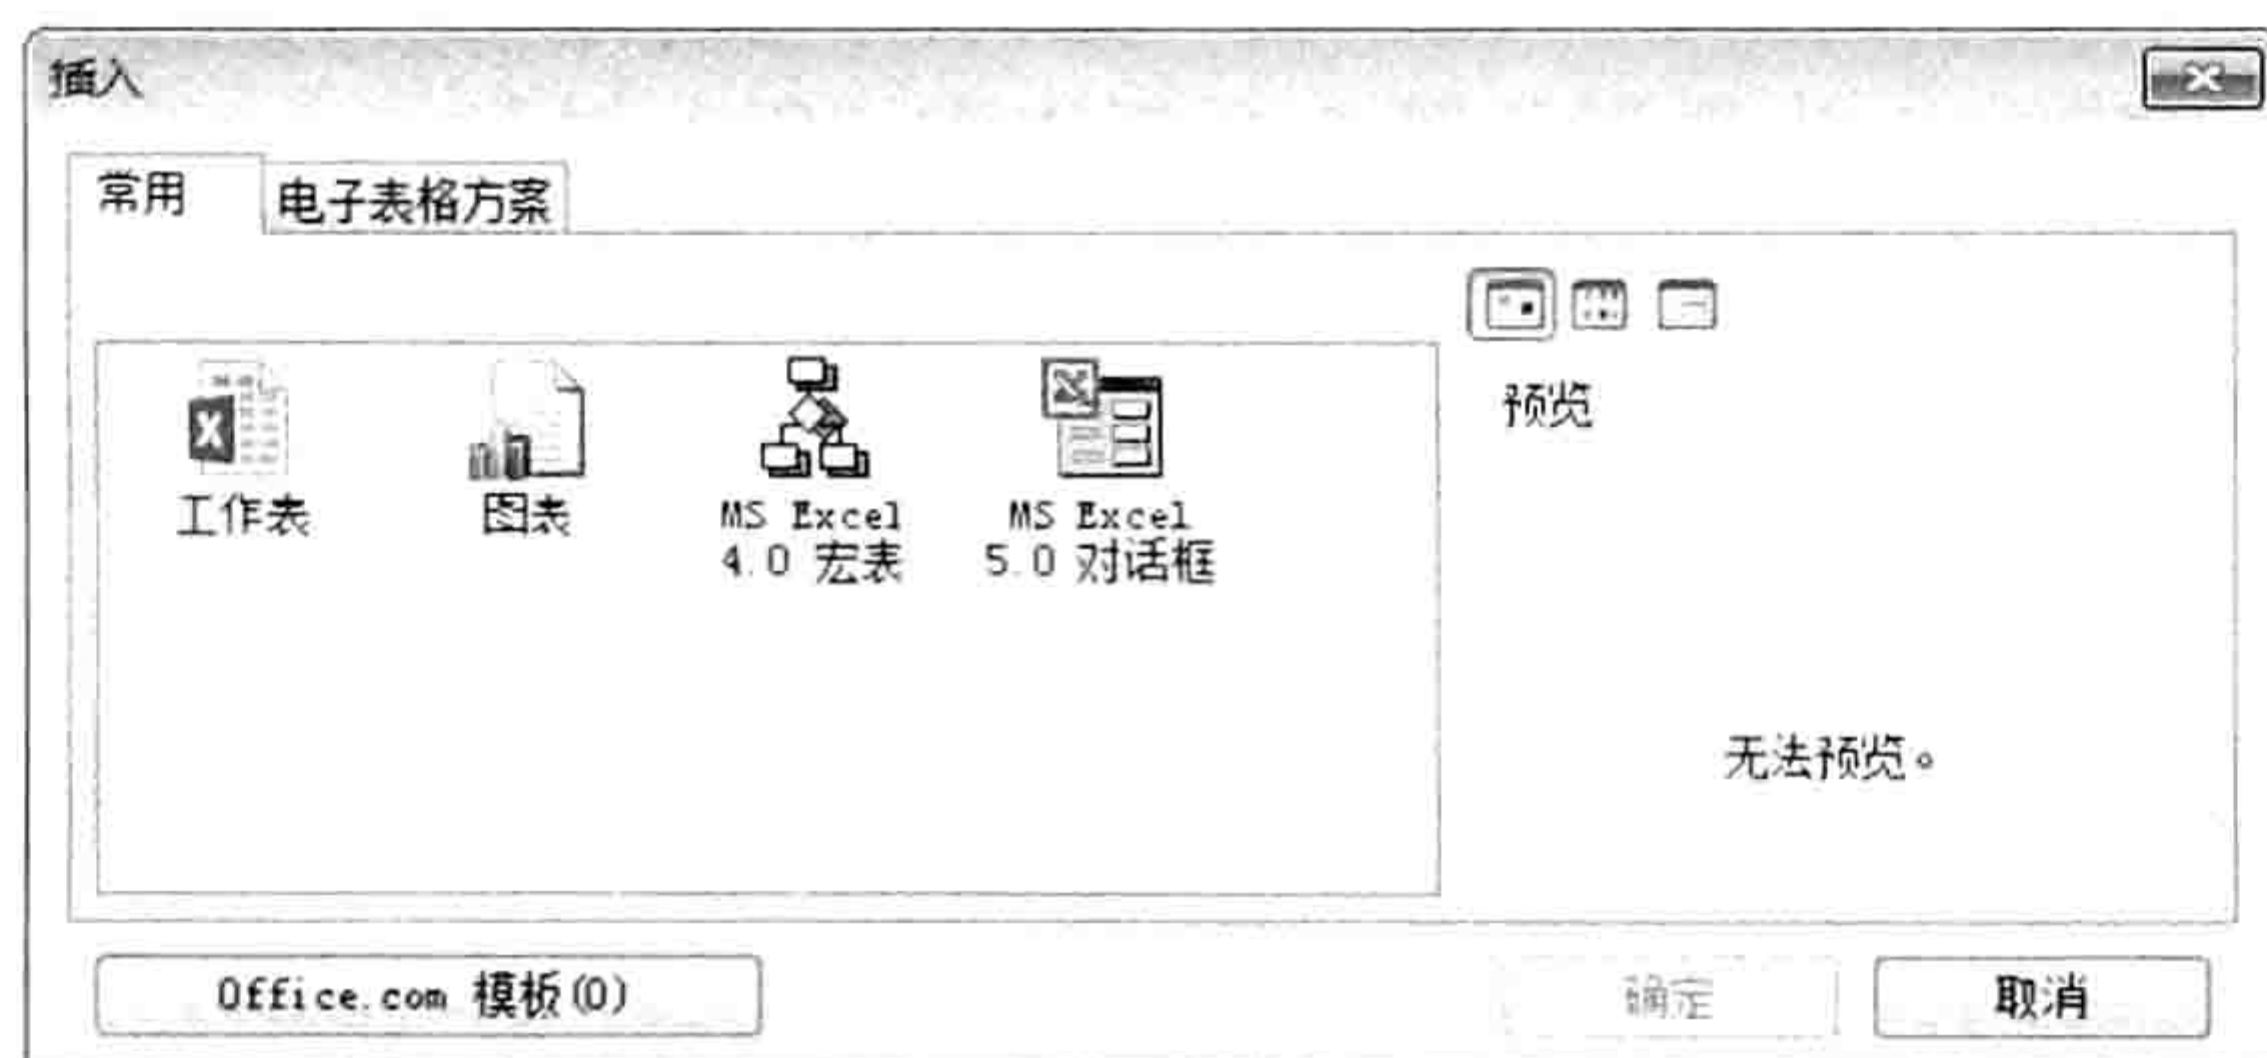 插入
常用
电子表格方案
预览
工作表
图表
MS Excel
4.0 宏表
MS Excel
5.0 对话框
无法预览。
Office.com 模板(O)
确定
取消